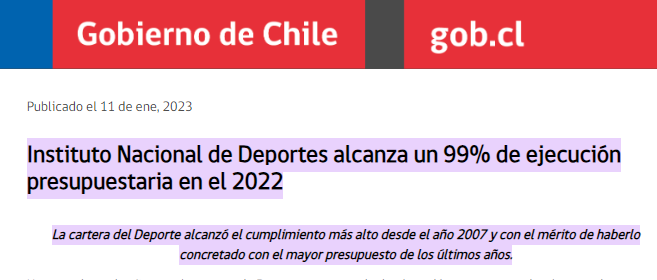 Gobierno de Chile
gob.cl
Publicado el 11 de ene, 2023
Instituto Nacional de Deportes alcanza un 99% de ejecución
presupuestaria en el 2022
La cartera del Deporte alcanzó el cumplimiento más alto desde el año 2007 y con el mérito de haberlo
concretado con el mayor presupuesto de los últimos años.